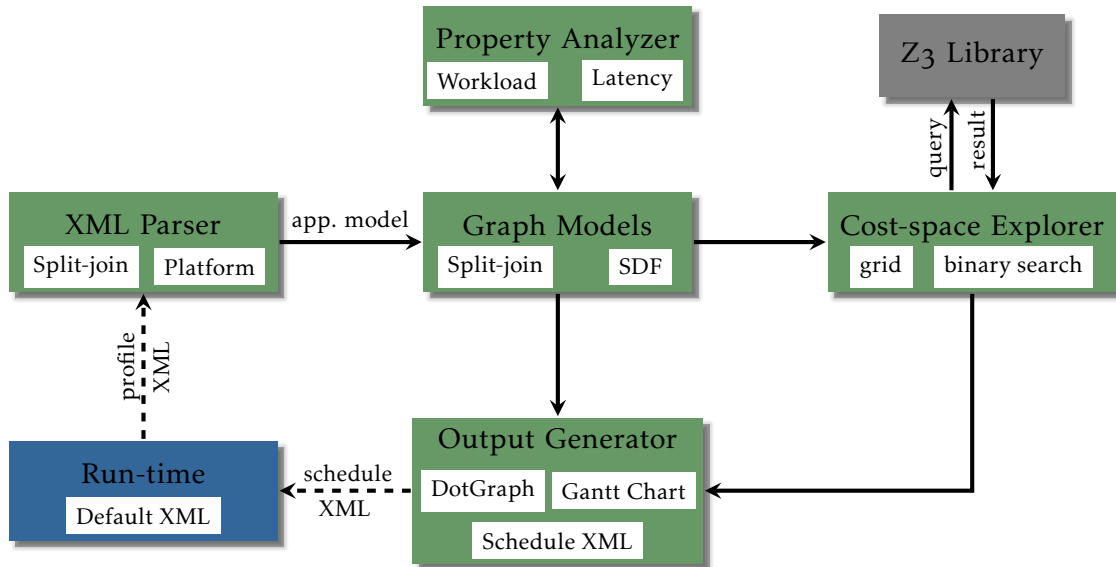 Property Analyzer
Workload
Latency
Z3 Library
query
result
XML Parser
Split-join
Platform
app. model
Graph Models
Split-join
SDF
Cost-space Explorer
grid
binary search
profile
XML
Run-time
Default XML
schedule
XML
Output Generator
DotGraph
Gantt Chart
Schedule XML